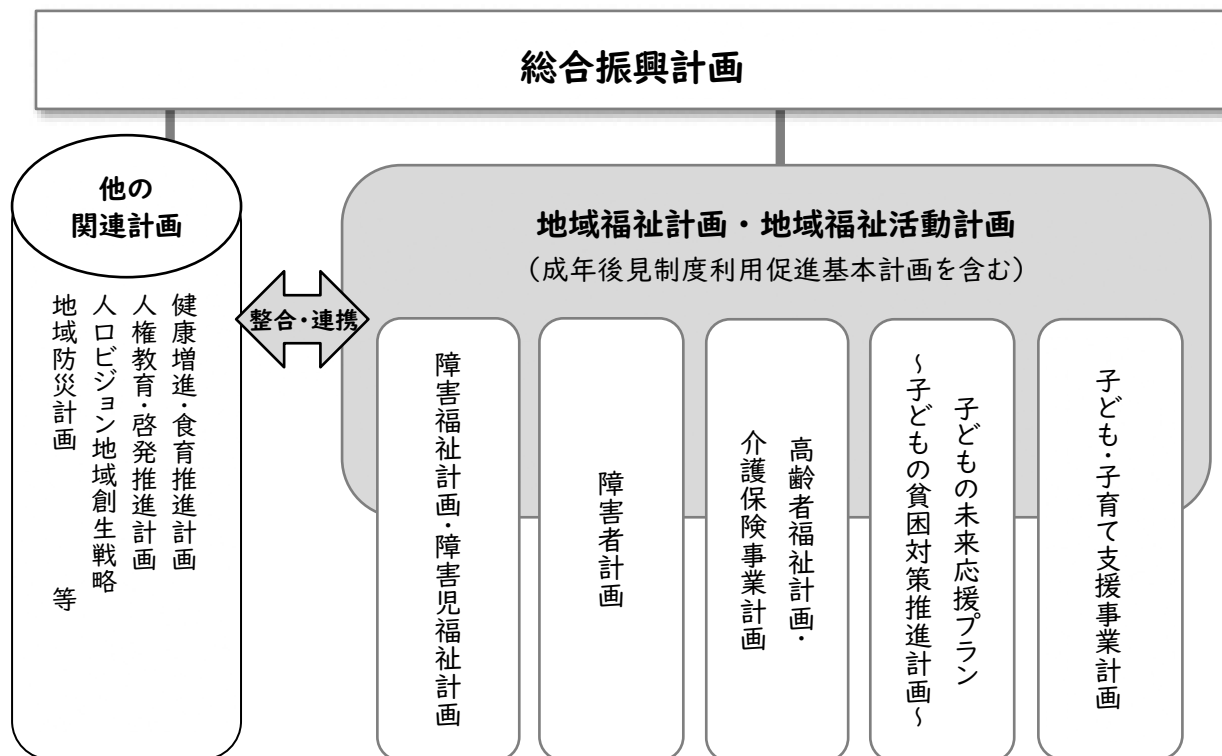 総合振興計画
他の
関連計画
健康増進・食育推進計画
人権教育・啓発推進計画
人口ビジョン地域創生戦略
地域防災計画　等
整合・連携
地域福祉計画・地域福祉活動計画
（成年後見制度利用促進基本計画を含む）
子ども・子育て支援事業計画
子どもの未来応援プラン
～子どもの貧困対策推進計画～
高齢者福祉計画・
介護保険事業計画
障害者計画
障害福祉計画・障害児福祉計画